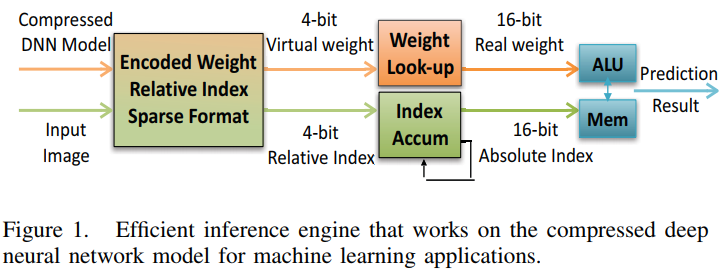 Compressed
DNN Model
Input
Image
Encoded Weight
Relative Index
Sparse Format
4-bit
Virtual weight
4-bit
Relative Index
Weight
Look-up
Index
Accum
16-bit
Real weight
16-bit
Absolute Index
ALU
Mem
Prediction
Result
Figure 1. Efficient inference engine that works on the compressed deep
neural network model for machine learning applications.